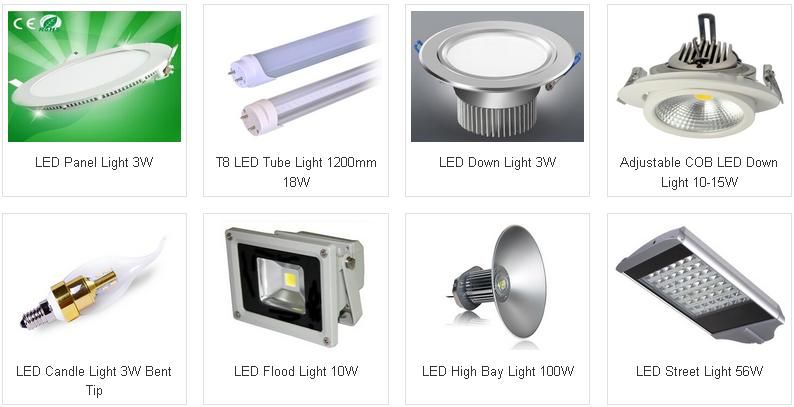 CE RoHS
LED Panel Light 3W
T8 LED Tube Light 1200mm
18W
LED Down Light 3W
Adjustable COB LED Down
Light 10-15W
LED Candle Light 3W Bent
Tip
LED Flood Light 10W
LED High Bay Light 100W
LED Street Light 56W